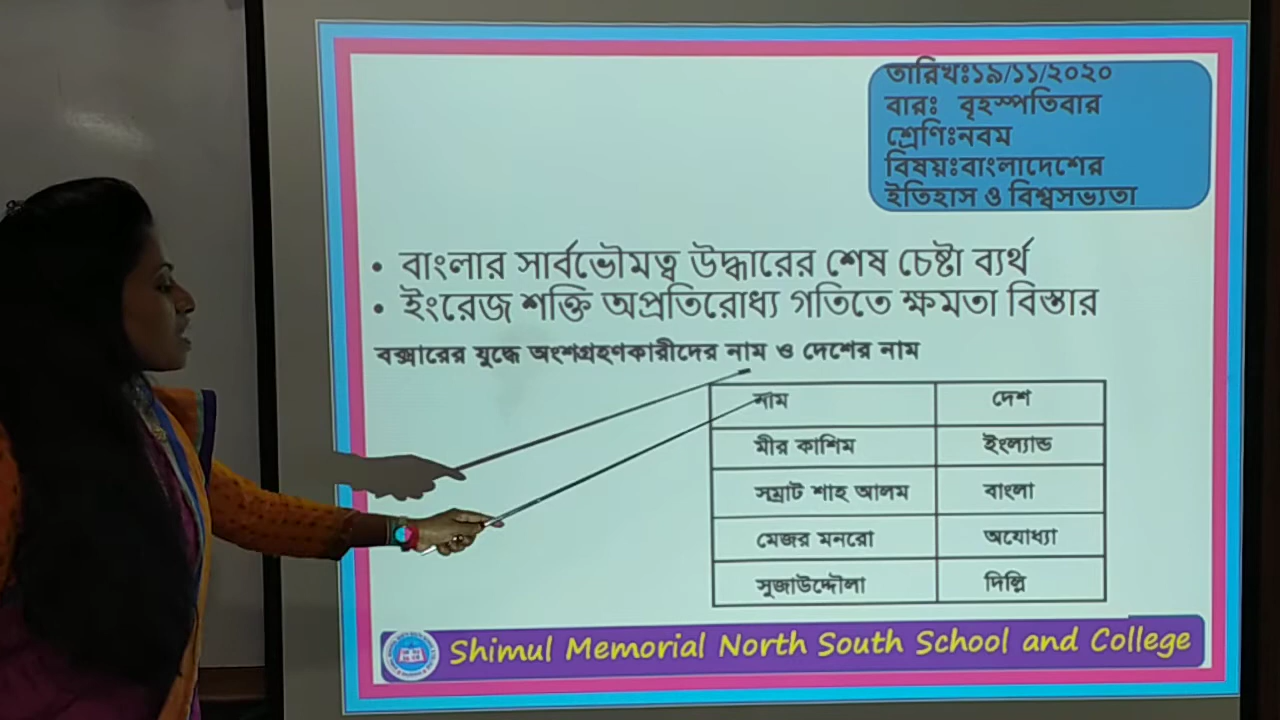 তারিখঃ১৯/১১/২০২০
বারঃ বৃহস্পতিবার
শ্রেণিঃনবম
বিষয়ঃবাংলাদেশের
ইতিহাস ও বিশ্বসভ্যতা
• বাংলার সার্বভৌমত্ব উদ্ধারের শেষ চেষ্টা ব্যর্থ
• ইংরেজ শক্তি অপ্রতিরোধ্য গতিতে ক্ষমতা বিস্তার
বক্সারের যুদ্ধে অংশগ্রহণকারীদের নাম ও দেশের নাম
নাম দেশ
মীর কাশিম ইংল্যান্ড
সম্রাট শাহ আলম বাংলা
মেজর মনরো অযোধ্যা
সুজাউদ্দৌলা দিল্লি
Shimul Memorial North South School and College